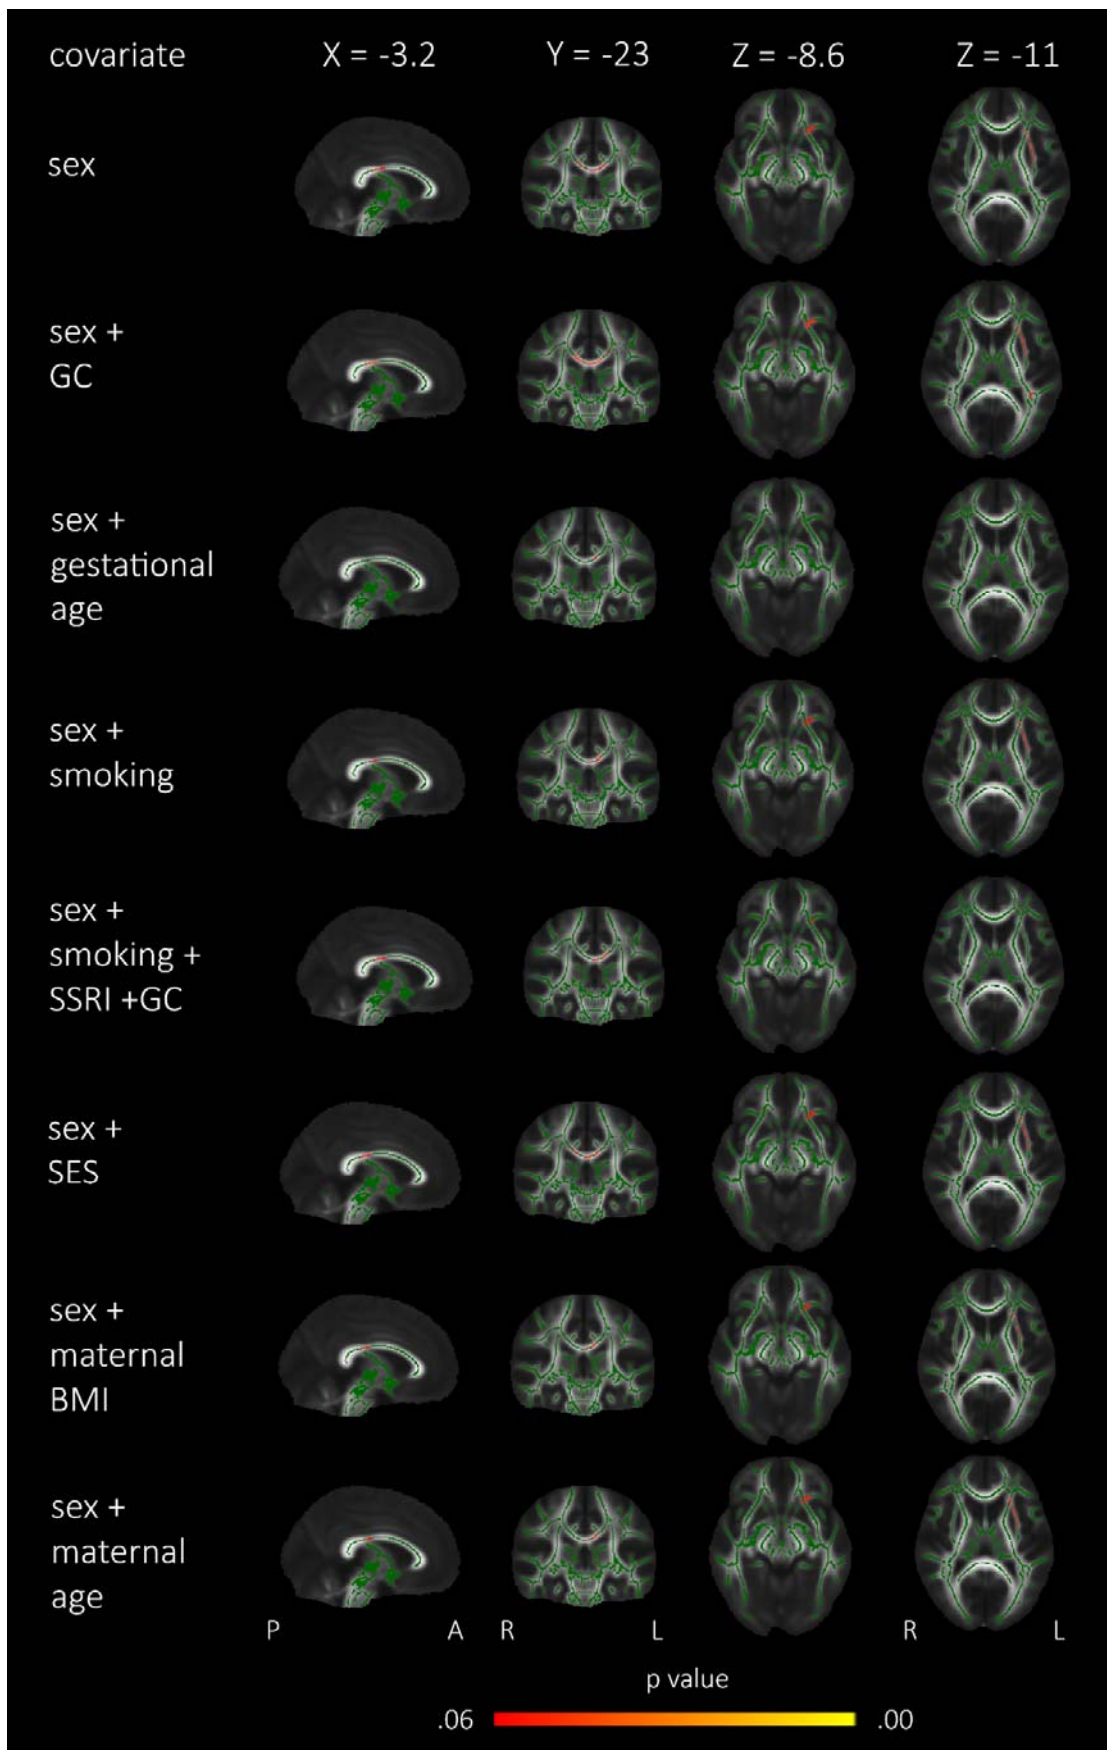 covariate X = -3.2 Y = -23 Z = -8.6 Z = -11
sex
sex +
GC
sex +
gestational
age
sex +
smoking
sex +
smoking +
SSRI +GC
sex +
SES
sex +
maternal
BMI
sex +
maternal
age
P A R L R L
p value
.06 .00